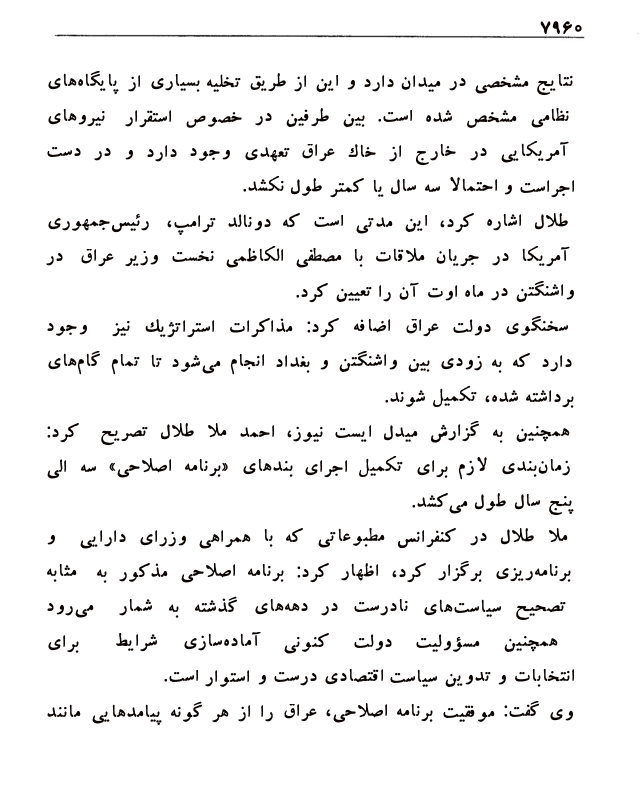 ۷۹۶۰
نتایج مشخصی در میدان دارد و این از طریق تخلیه بسیاری از پایگاه‌های
نظامی مشخص شده است. بین طرفین در خصوص استقرار نیروهای
آمریکایی در خارج از خاك عراق تعهدی وجود دارد و در دست
اجراست و احتمالا سه سال یا کمتر طول نکشد.
طلال اشاره کرد، این مدتی است که دونالد ترامپ، رئیس‌جمهوری
آمریکا در جریان ملاقات با مصطفی الکاظمی نخست وزیر عراق در
واشنگتن در ماه اوت آن را تعیین کرد.
سخنگوی دولت عراق اضافه کرد: مذاکرات استراتژیك نیز وجود
دارد که به زودی بین واشنگتن و بغداد انجام می‌شود تا تمام گام‌های
برداشته شده، تکمیل شوند.
همچنین به گزارش میدل ایست نیوز، احمد ملا طلال تصریح کرد:
زمان‌بندی لازم برای تکمیل اجرای بندهای «برنامه اصلاحی» سه الی
پنج سال طول می‌کشد.
ملا طلال در کنفرانس مطبوعاتی که با همراهی وزرای دارایی و
برنامه‌ریزی برگزار کرد، اظهار کرد: برنامه اصلاحی مذکور به مثابه
تصحیح سیاست‌های نادرست در دهه‌های گذشته به شمار می‌رود
همچنین مسؤولیت دولت کنونی آماده‌سازی شرایط برای
انتخابات و تدوین سیاست اقتصادی درست و استوار است.
وی گفت: موفقیت برنامه اصلاحی، عراق را از هر گونه پیامدهایی مانند